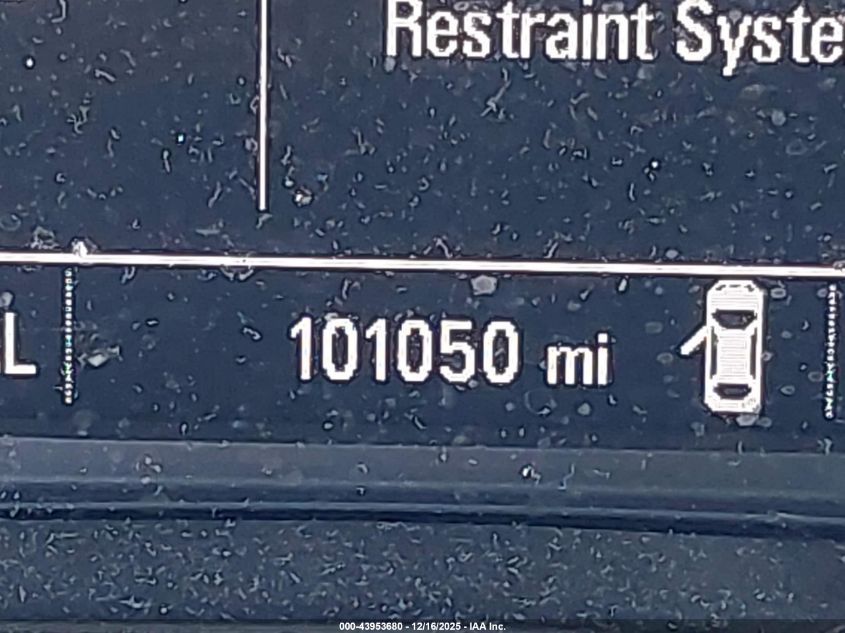 Restraint Syste
L
101050 mi
000-43953680 - 12/16/2025 - IAA Inc.